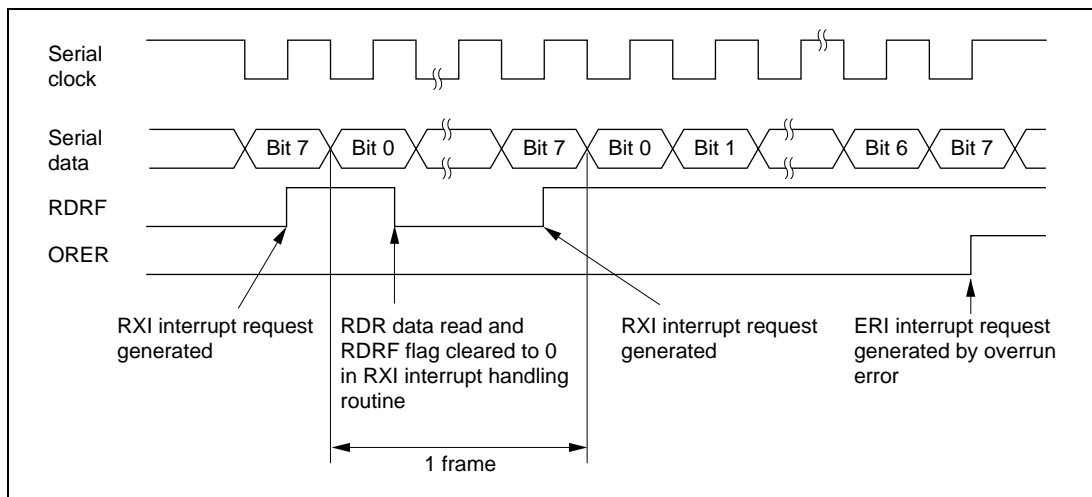 Serial
clock
Serial
data
Bit 7
Bit 0
Bit 7
Bit 0
Bit 1
Bit 6
Bit 7
RDRF
ORER
RXI interrupt request
generated
RDR data read and
RDRF flag cleared to 0
in RXI interrupt handling
routine
RXI interrupt request
generated
ERI interrupt request
generated by overrun
error
1 frame